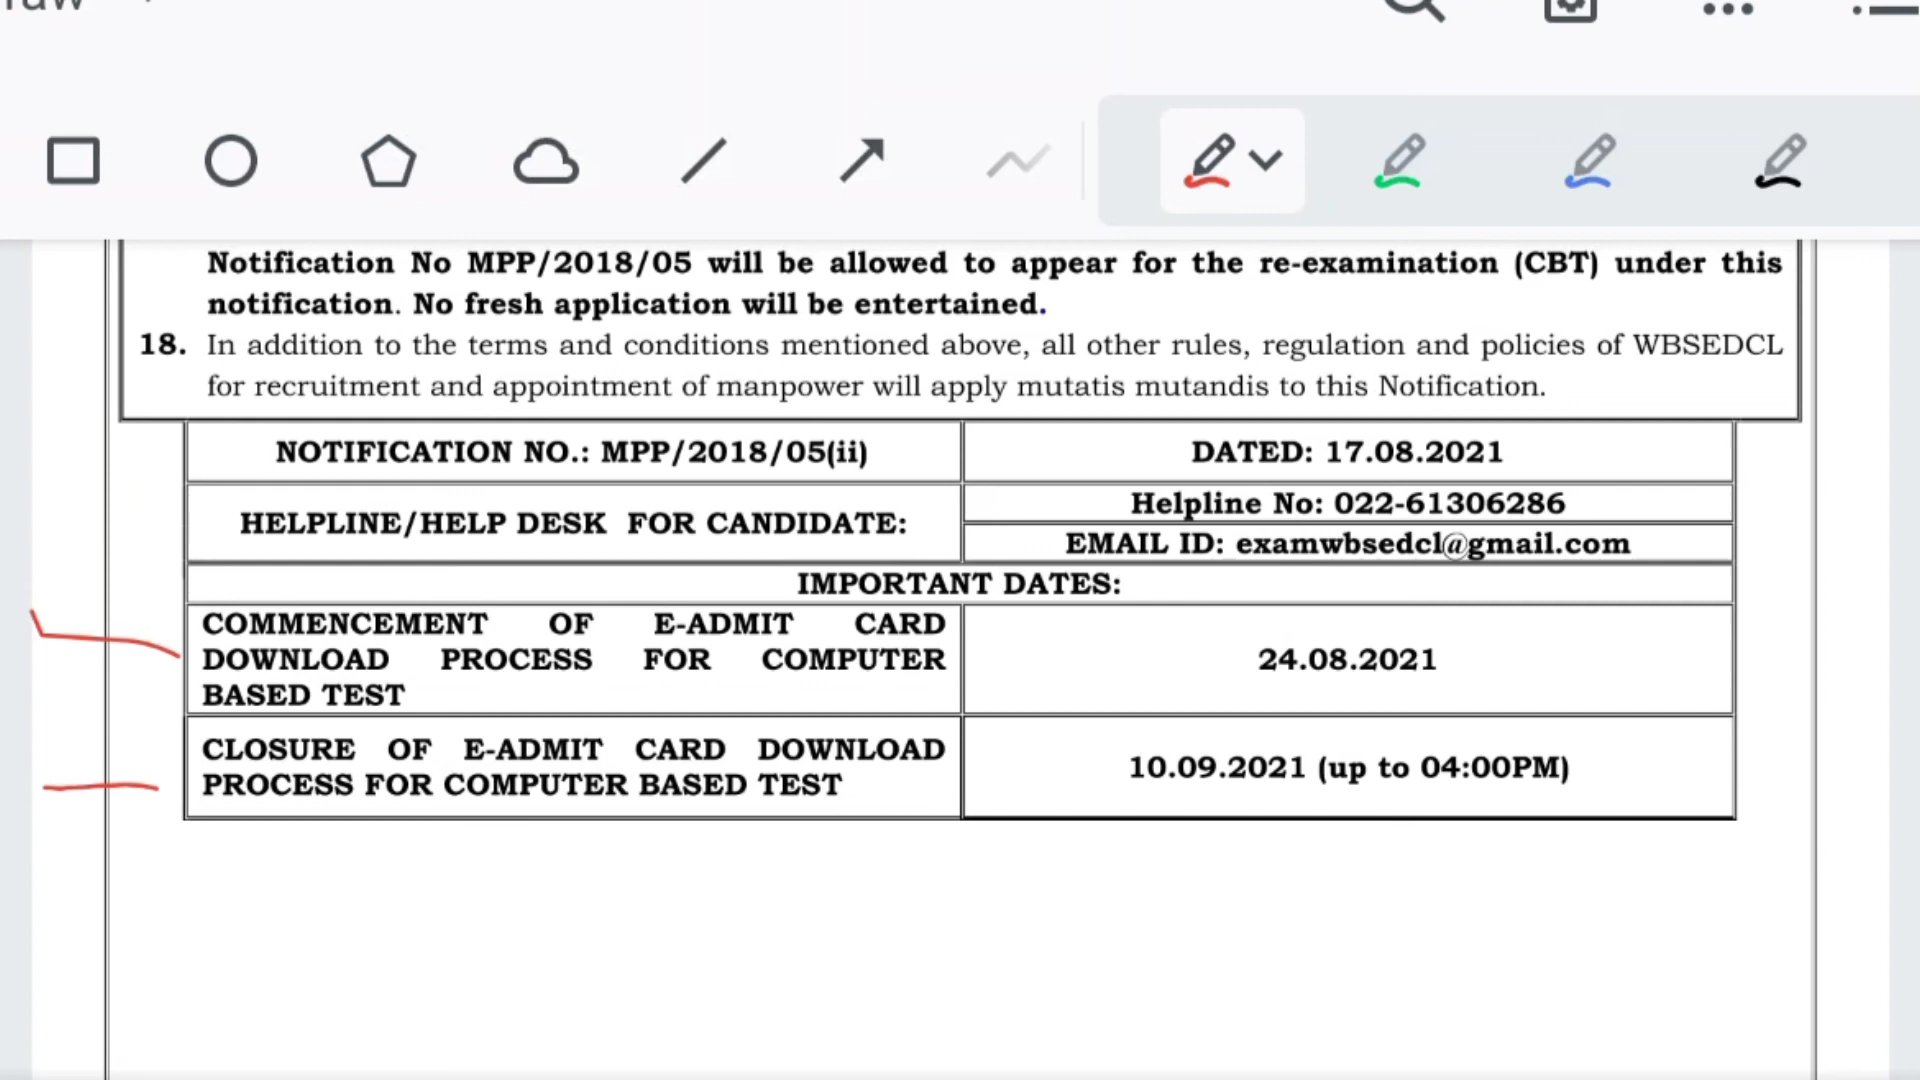 Notification No MPP/2018/05 will be allowed to appear for the re-examination (CBT) under this
notification. No fresh application will be entertained.
18. In addition to the terms and conditions mentioned above, all other rules, regulation and policies of WBSEDCL
for recruitment and appointment of manpower will apply mutatis mutandis to this Notification.
NOTIFICATION NO.: MPP/2018/05(ii)
DATED: 17.08.2021
HELPLINE/HELP DESK FOR CANDIDATE:
Helpline No: 022-61306286
EMAIL ID: examwbsedcl@gmail.com
IMPORTANT DATES:
COMMENCEMENT OF E-ADMIT CARD
DOWNLOAD PROCESS FOR COMPUTER
BASED TEST
24.08.2021
CLOSURE OF E-ADMIT CARD DOWNLOAD
PROCESS FOR COMPUTER BASED TEST
10.09.2021 (up to 04:00PM)